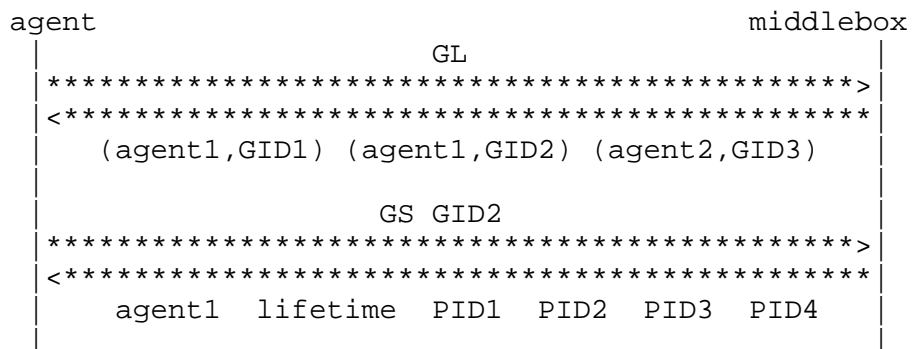 agent middlebox
GL
|**********************************************>|
|<**********************************************|
(agent1,GID1) (agent1,GID2) (agent2,GID3)
GS GID2
|**********************************************>|
|<**********************************************|
agent1 lifetime PID1 PID2 PID3 PID4